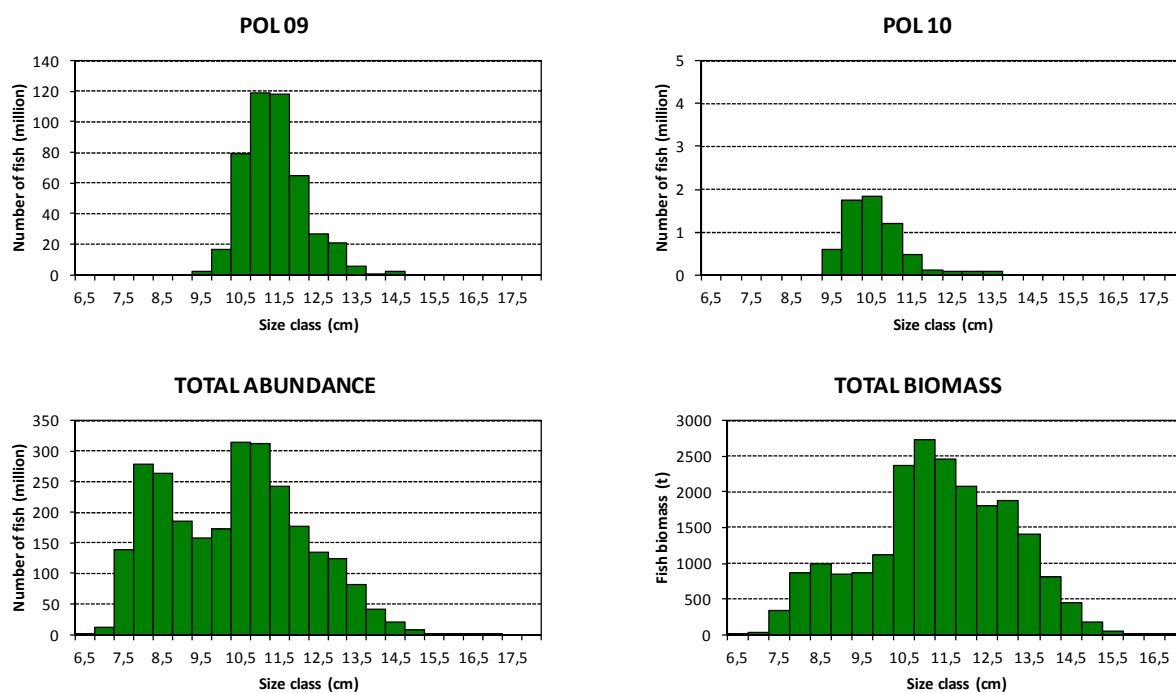 POL 09
140
120
100
80
60
40
20
0
Number of fish (million)
6,5 7,5 8,5 9,5 10,5 11,5 12,5 13,5 14,5 15,5 16,5 17,5
Size class (cm)
POL 10
5
4
3
2
1
0
Number of fish (million)
6,5 7,5 8,5 9,5 10,5 11,5 12,5 13,5 14,5 15,5 16,5 17,5
Size class (cm)
TOTAL ABUNDANCE
350
300
250
200
150
100
50
0
Number of fish (million)
6,5 7,5 8,5 9,5 10,5 11,5 12,5 13,5 14,5 15,5 16,5 17,5
Size class (cm)
TOTAL BIOMASS
3000
2500
2000
1500
1000
500
0
Fish biomass (t)
6,5 7,5 8,5 9,5 10,5 11,5 12,5 13,5 14,5 15,5 16,5
Size class (cm)